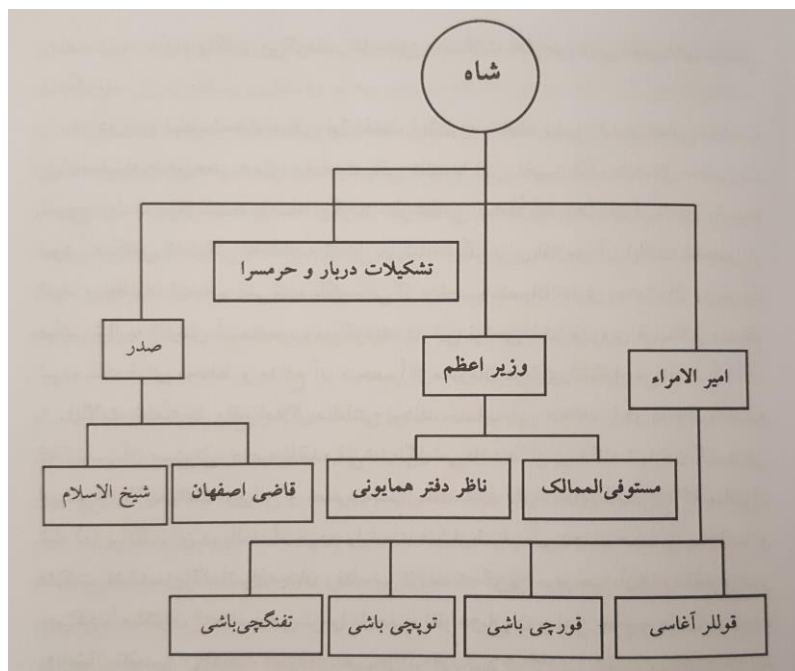 شاه
تشکیلات دربار و حرمسرا
صدر
وزیر اعظم
امیر الامراء
شیخ الاسلام
قاضی اصفهان
ناظر دفتر همایونی
مستوفی‌الممالک
تفنگچی‌باشی
توپچی باشی
قورچی باشی
قوللر آغاسی